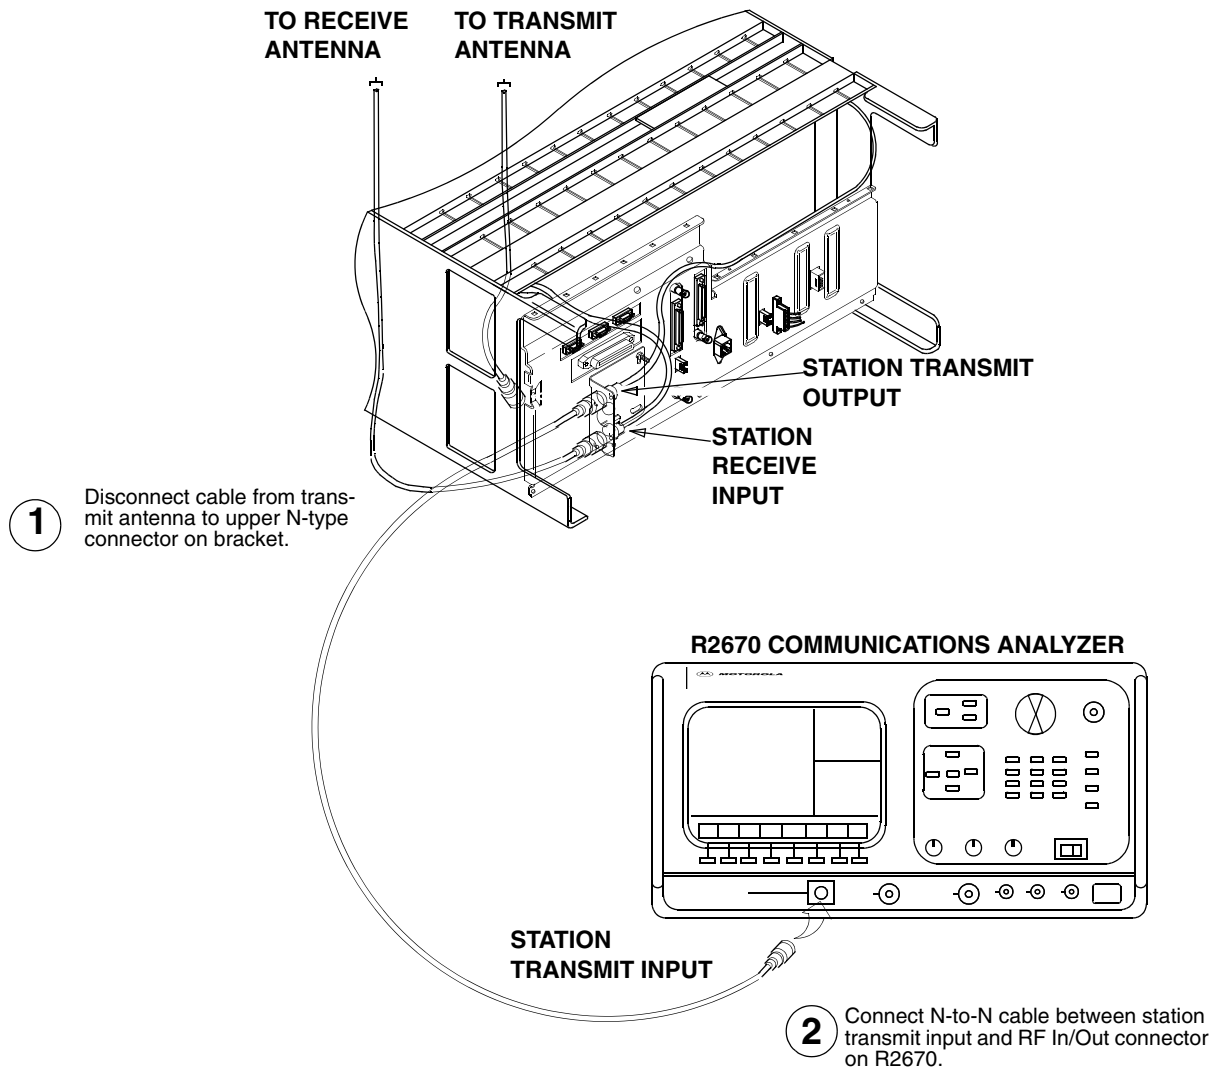 TO RECEIVE
ANTENNA
TO TRANSMIT
ANTENNA
STATION TRANSMIT
OUTPUT
STATION
RECEIVE
INPUT
1
Disconnect cable from trans-
mit antenna to upper N-type
connector on bracket.
R2670 COMMUNICATIONS ANALYZER
MOTOROLA
STATION
TRANSMIT INPUT
2
Connect N-to-N cable between station
transmit input and RF In/Out connector
on R2670.